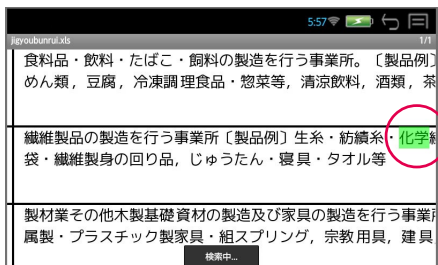 5:57
jigyoubunrui.xls
1/1
食料品・飲料・たばこ・飼料の製造を行う事業所。〔製品例〕
めん類，豆腐，冷凍調理食品・惣菜等，清涼飲料，酒類，茶
繊維製品の製造を行う事業所〔製品例〕生糸・紡績糸・化学
袋・繊維製身の回り品，じゅうたん・寝具・タオル等
製材業その他木製基礎資材の製造及び家具の製造を行う事業
属製・プラスチック製家具・組スプリング，宗教用具，建具
検索中...